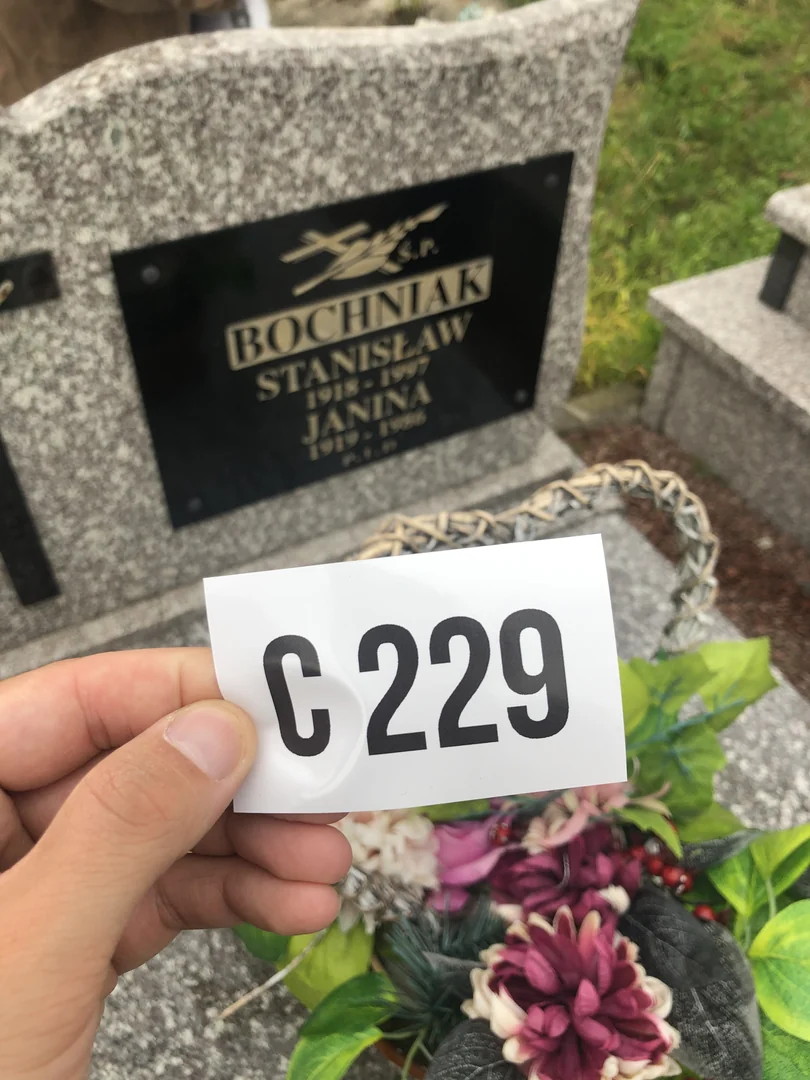 Ś.P.
BOCHNIAK
STANISŁAW
1918 - 1997
JANINA
1919 - 1986
C 229